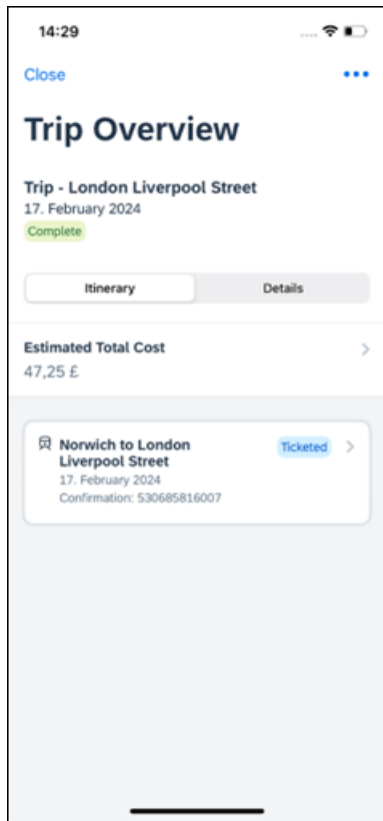 14:29
Close
Trip Overview
Trip - London Liverpool Street
17. February 2024
Complete
Itinerary
Details
Estimated Total Cost
47,25 £
Norwich to London
Liverpool Street
Ticketed
17. February 2024
Confirmation: 530685816007